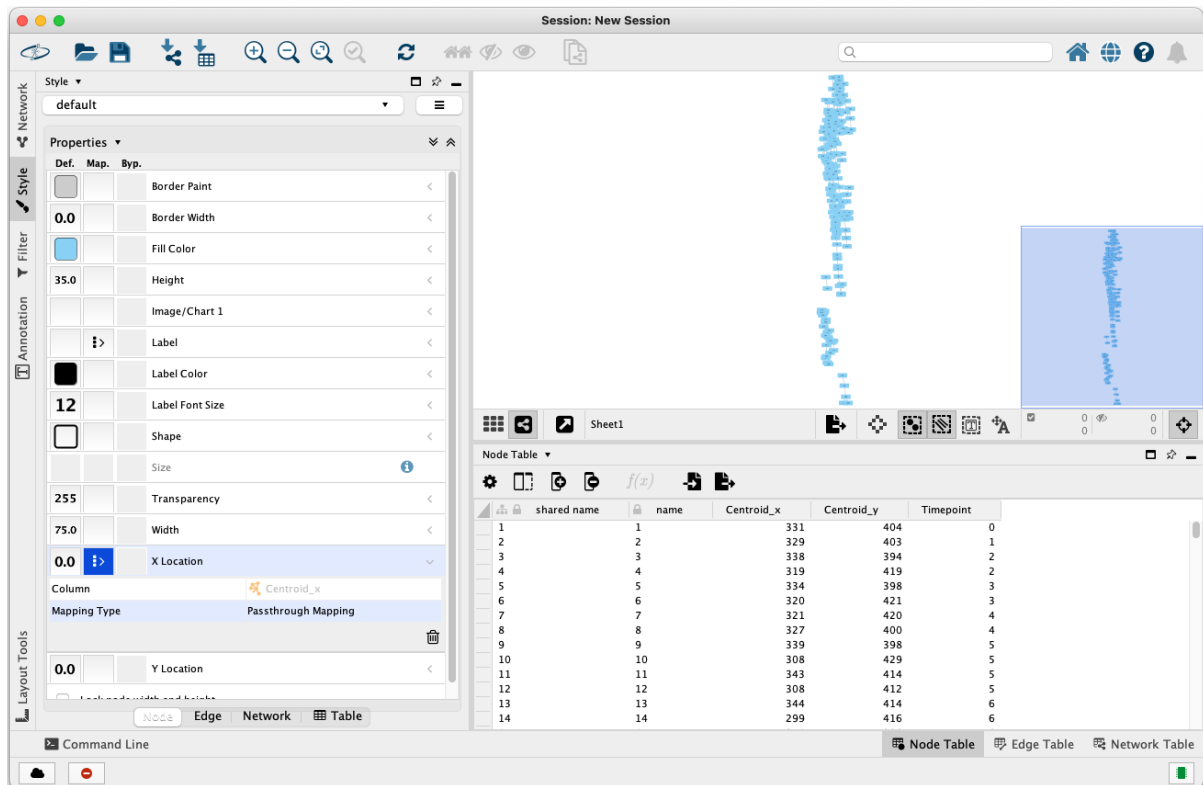 Session: New Session
Style
default
Properties
Def. Map. Byp.
Border Paint
0.0 Border Width
Fill Color
35.0 Height
Image/Chart 1
Label
Label Color
12 Label Font Size
Shape
Size
255 Transparency
75.0 Width
0.0 X Location
Column Centroid_x
Mapping Type Passthrough Mapping
0.0 Y Location
Lock node width and height
Node Edge Network Table
Network
Style
Filter
Annotation
Layout Tools
Sheet1
0 0
0 0
Node Table
f(x)
shared name name Centroid_x Centroid_y Timepoint
1 1 331 404 0
2 2 329 403 1
3 3 338 394 2
4 4 319 419 2
5 5 334 398 3
6 6 320 421 3
7 7 321 420 4
8 8 327 400 4
9 9 339 398 5
10 10 308 429 5
11 11 343 414 5
12 12 308 412 5
13 13 344 414 6
14 14 299 416 6
Command Line
Node Table Edge Table Network Table